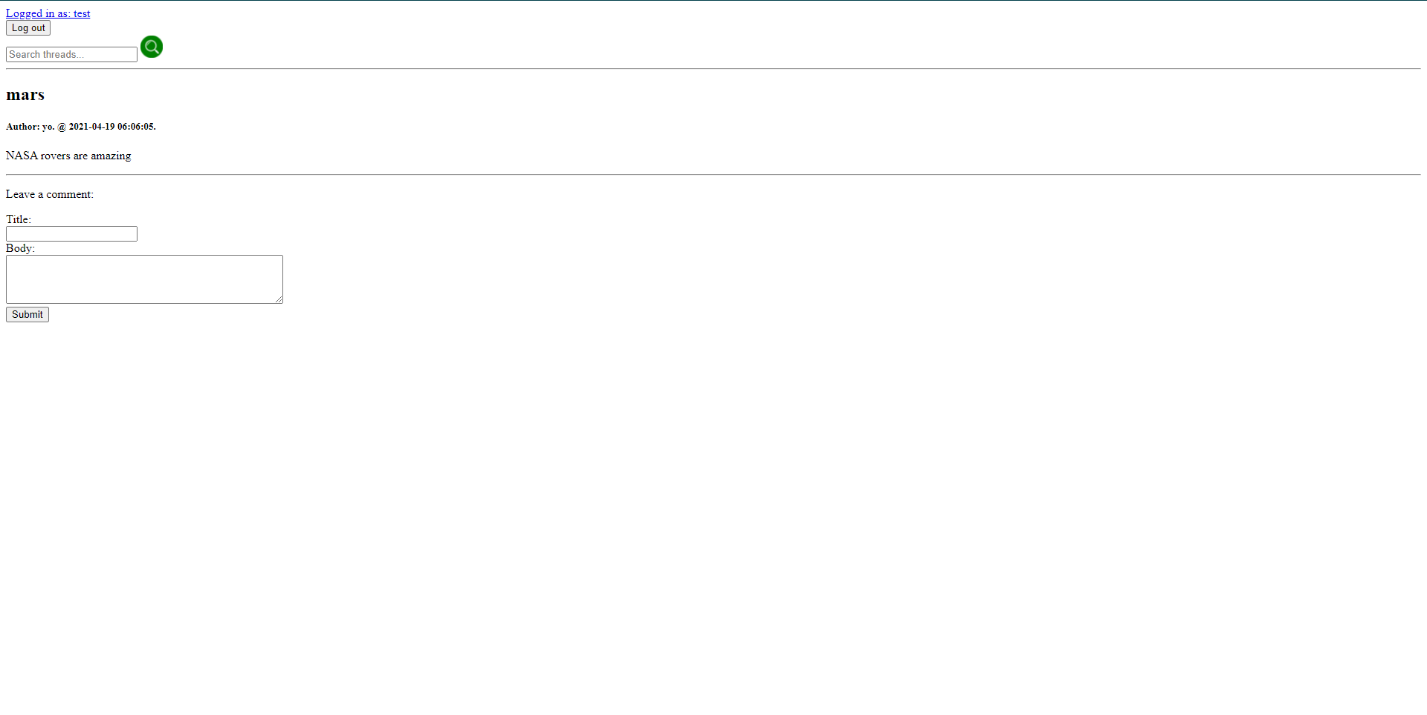 Logged in as: test
Log out
Search threads...
mars
Author: yo. @ 2021-04-19 06:06:05.
NASA rovers are amazing
Leave a comment:
Title:
Body:
Submit